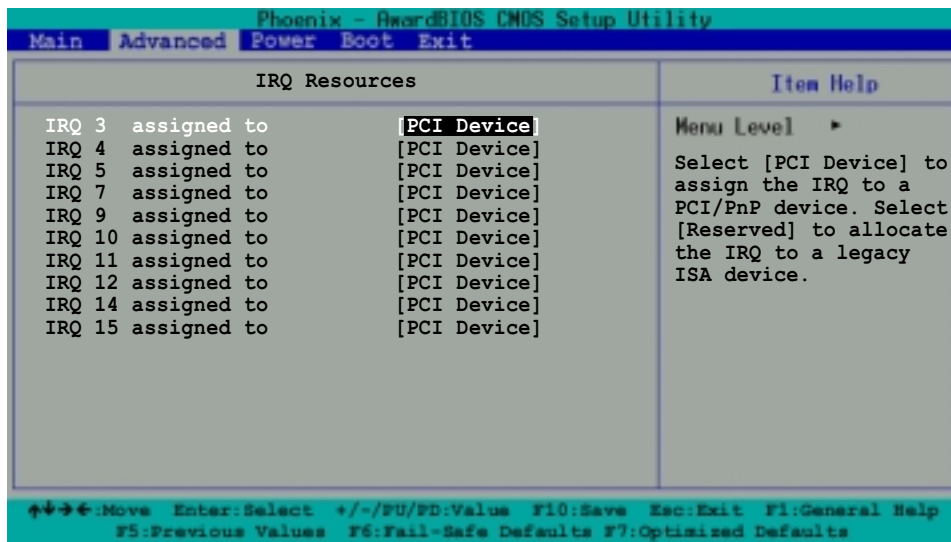 Phoenix - AwardBIOS CMOS Setup Utility
Main Advanced Power Boot Exit
IRQ Resources
Item Help
IRQ 3 assigned to [PCI Device]
IRQ 4 assigned to [PCI Device]
IRQ 5 assigned to [PCI Device]
IRQ 7 assigned to [PCI Device]
IRQ 9 assigned to [PCI Device]
IRQ 10 assigned to [PCI Device]
IRQ 11 assigned to [PCI Device]
IRQ 12 assigned to [PCI Device]
IRQ 14 assigned to [PCI Device]
IRQ 15 assigned to [PCI Device]
Menu Level ►
Select [PCI Device] to
assign the IRQ to a
PCI/PnP device. Select
[Reserved] to allocate
the IRQ to a legacy
ISA device.
↑↓→←:Move Enter:Select +/-/PU/PD:Value F10:Save Esc:Exit F1:General Help
F5:Previous Values F6:Fail-Safe Defaults F7:Optimized Defaults